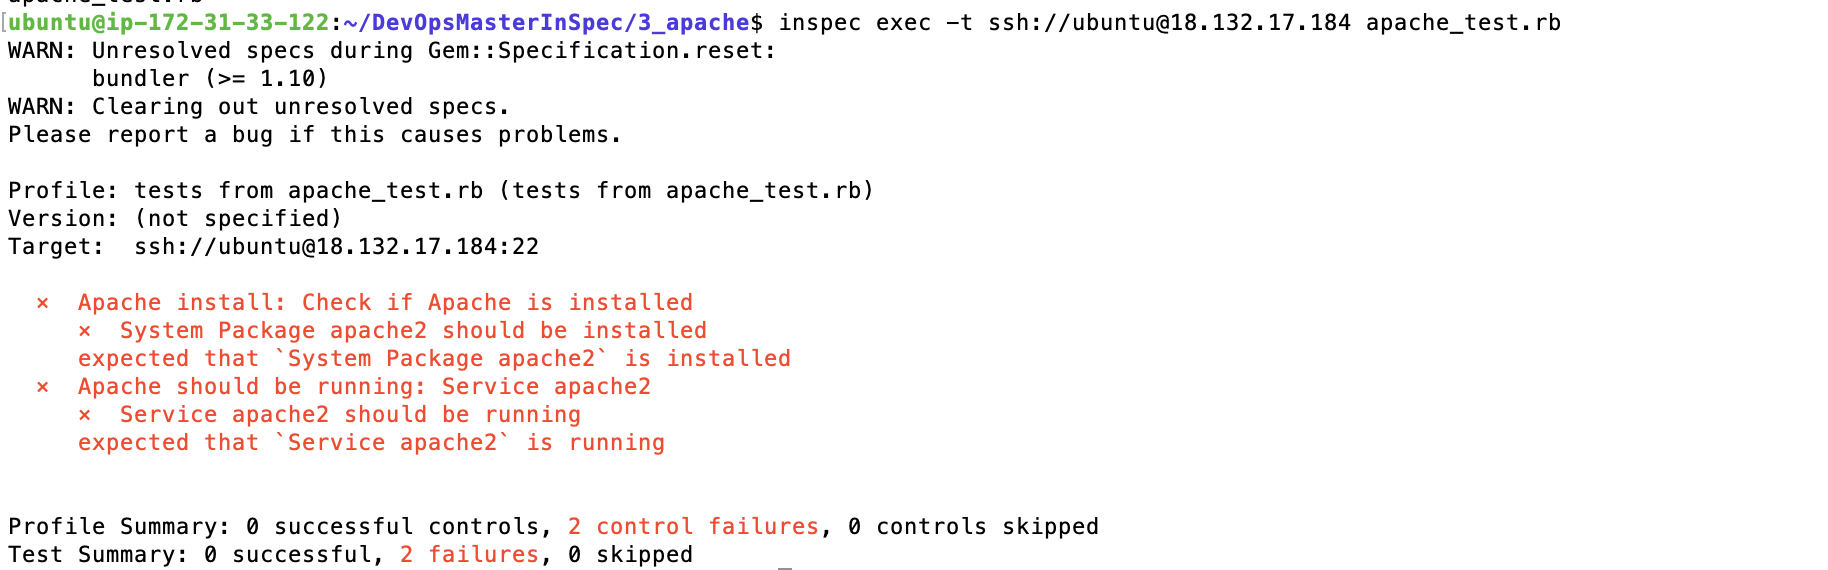 apache_test.rb
[ubuntu@ip-172-31-33-122:~/DevOpsMasterInSpec/3_apache$ inspec exec -t ssh://ubuntu@18.132.17.184 apache_test.rb
WARN: Unresolved specs during Gem::Specification.reset:
      bundler (>= 1.10)
WARN: Clearing out unresolved specs.
Please report a bug if this causes problems.

Profile: tests from apache_test.rb (tests from apache_test.rb)
Version: (not specified)
Target:  ssh://ubuntu@18.132.17.184:22

  ×  Apache install: Check if Apache is installed
     ×  System Package apache2 should be installed
     expected that `System Package apache2` is installed
  ×  Apache should be running: Service apache2
     ×  Service apache2 should be running
     expected that `Service apache2` is running


Profile Summary: 0 successful controls, 2 control failures, 0 controls skipped
Test Summary: 0 successful, 2 failures, 0 skipped